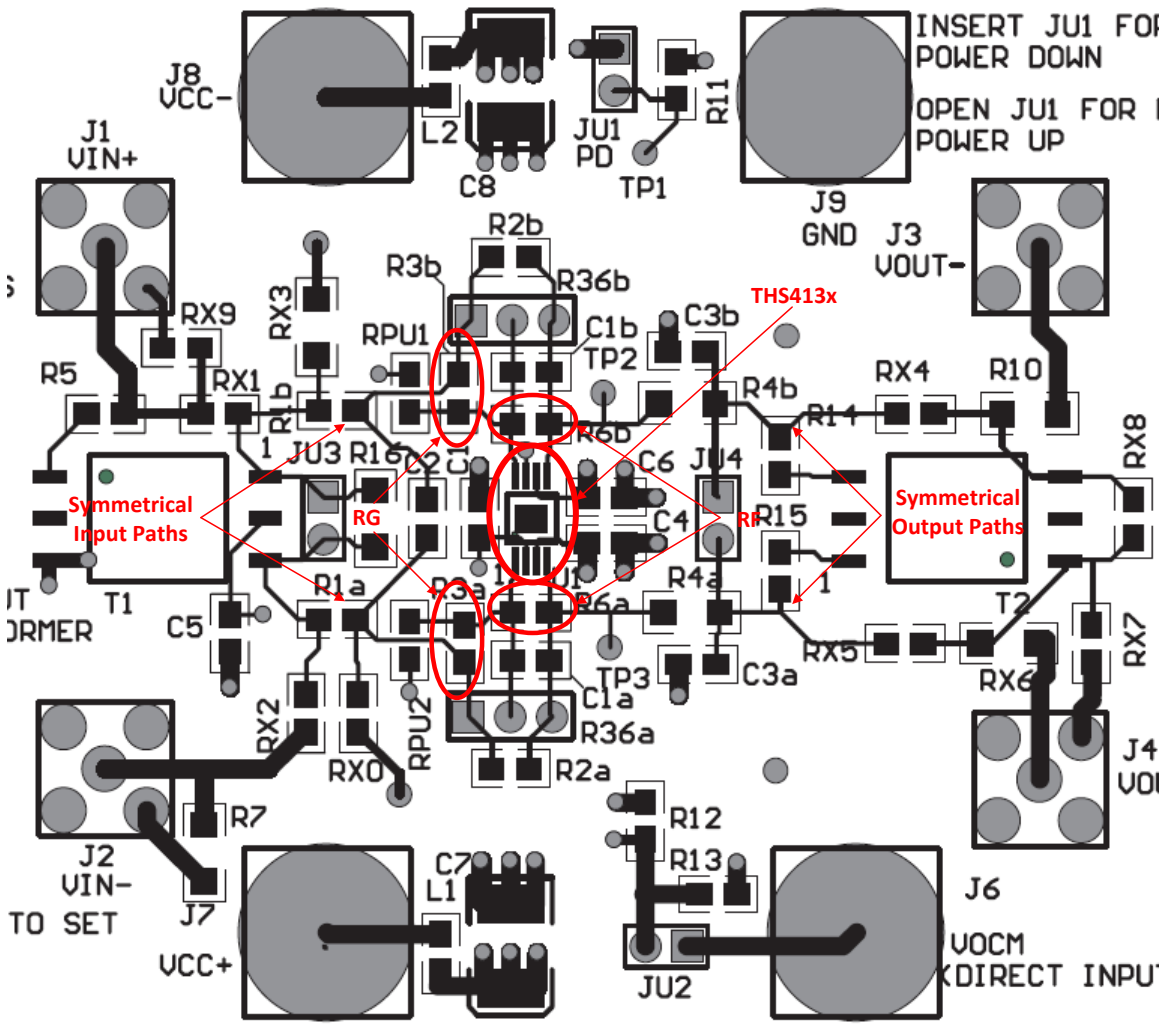 INSERT JU1 FOR
POWER DOWN
J8
VCC-
L2
C8
JU1
PD
R11
TP1
OPEN JU1 FOR
POWER UP
J9
GND
J1
VIN+
J3
VOUT-
R2b
R3b
R36b
THS413x
RX9
RX3
RPU1
C1b
TP2
C3b
R5
RX1
R1b
R6b
R4b
R14
RX4
R10
RX8
1
JU3
R16
C2
C1
C6
JU4
Symmetrical
Input Paths
RG
RF
Symmetrical
Output Paths
C4
R15
T1
R1a
R3a
1
U1
R6a
R4a
1
T2
ORMER
C5
RX7
RX5
TP3
C3a
RX6
RX2
RX0
RPU2
C1a
R36a
R2a
J4
R7
R12
J2
VIN-
C7
L1
R13
J6
J7
TO SET
VCC+
JU2
VOCM
(DIRECT INPUT